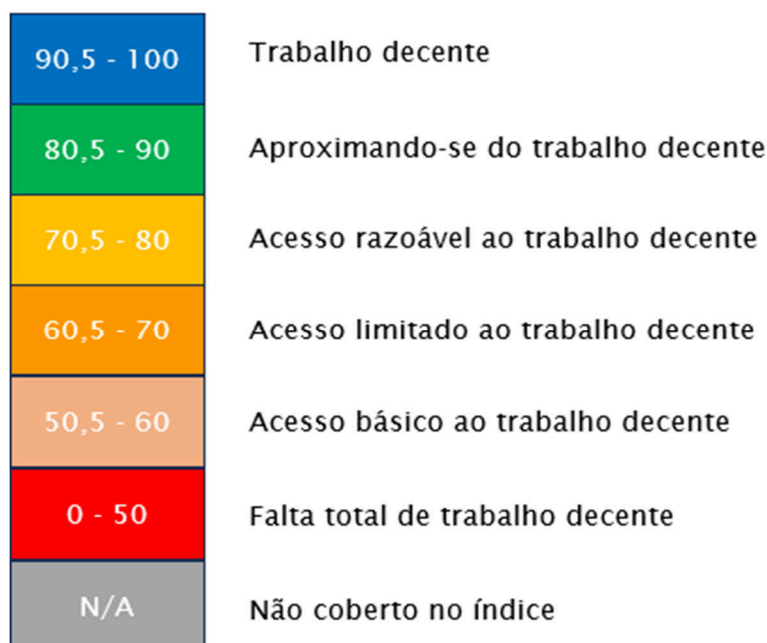 90,5 - 100 Trabalho decente
80,5 - 90 Aproximando-se do trabalho decente
70,5 - 80 Acesso razoável ao trabalho decente
60,5 - 70 Acesso limitado ao trabalho decente
50,5 - 60 Acesso básico ao trabalho decente
0 - 50 Falta total de trabalho decente
N/A Não coberto no índice